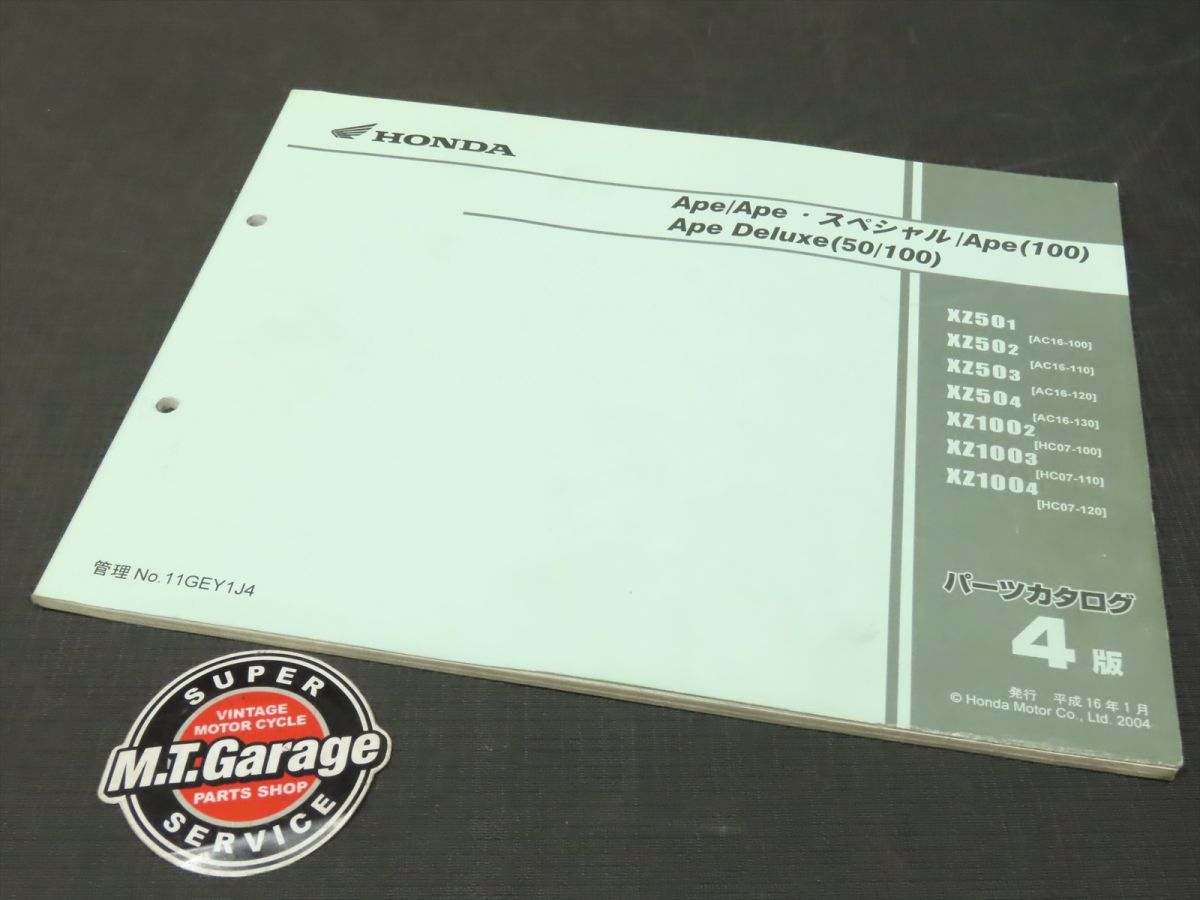 HONDA
Ape/Ape・スペシャル/Ape(100)
Ape Deluxe(50/100)
XZ501 [AC16-100]
XZ502 [AC16-110]
XZ503 [AC16-120]
XZ504 [AC16-130]
XZ1002 [HC07-100]
XZ1003 [HC07-110]
XZ1004 [HC07-120]
パーツカタログ
4版
発行 平成16年1月
© Honda Motor Co., Ltd. 2004
管理 No.11GEY1J4
SUPER
VINTAGE
MOTOR CYCLE
M.T.Garage
PARTS SHOP
SERVICE